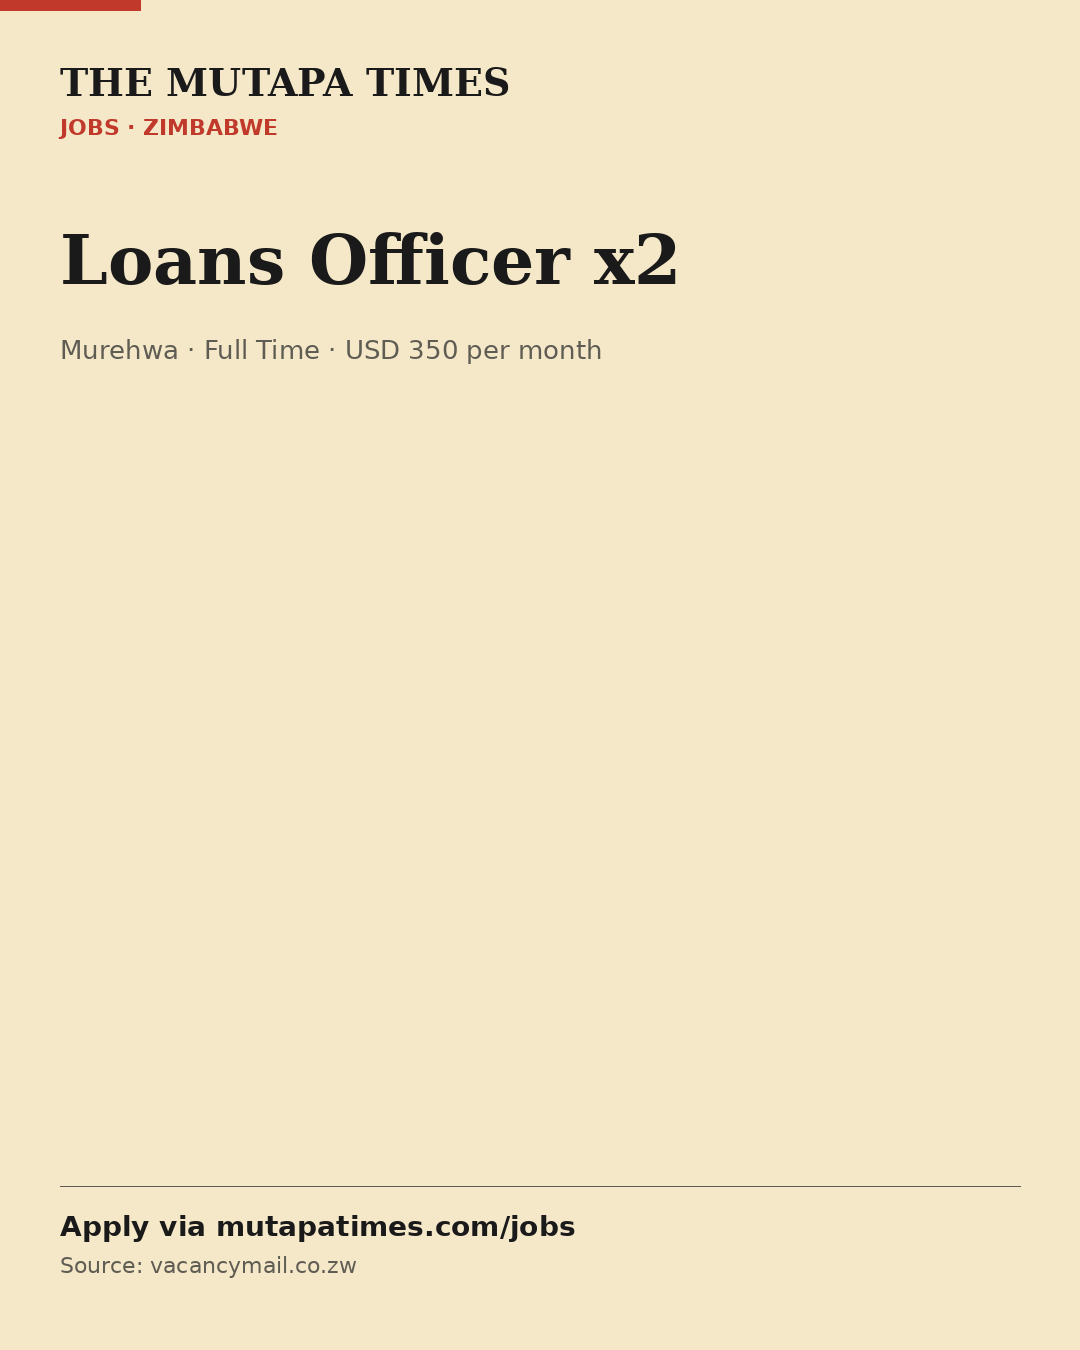 THE MUTAPA TIMES
JOBS · ZIMBABWE
Loans Officer x2
Murehwa · Full Time · USD 350 per month
Apply via mutapatimes.com/jobs
Source: vacancymail.co.zw